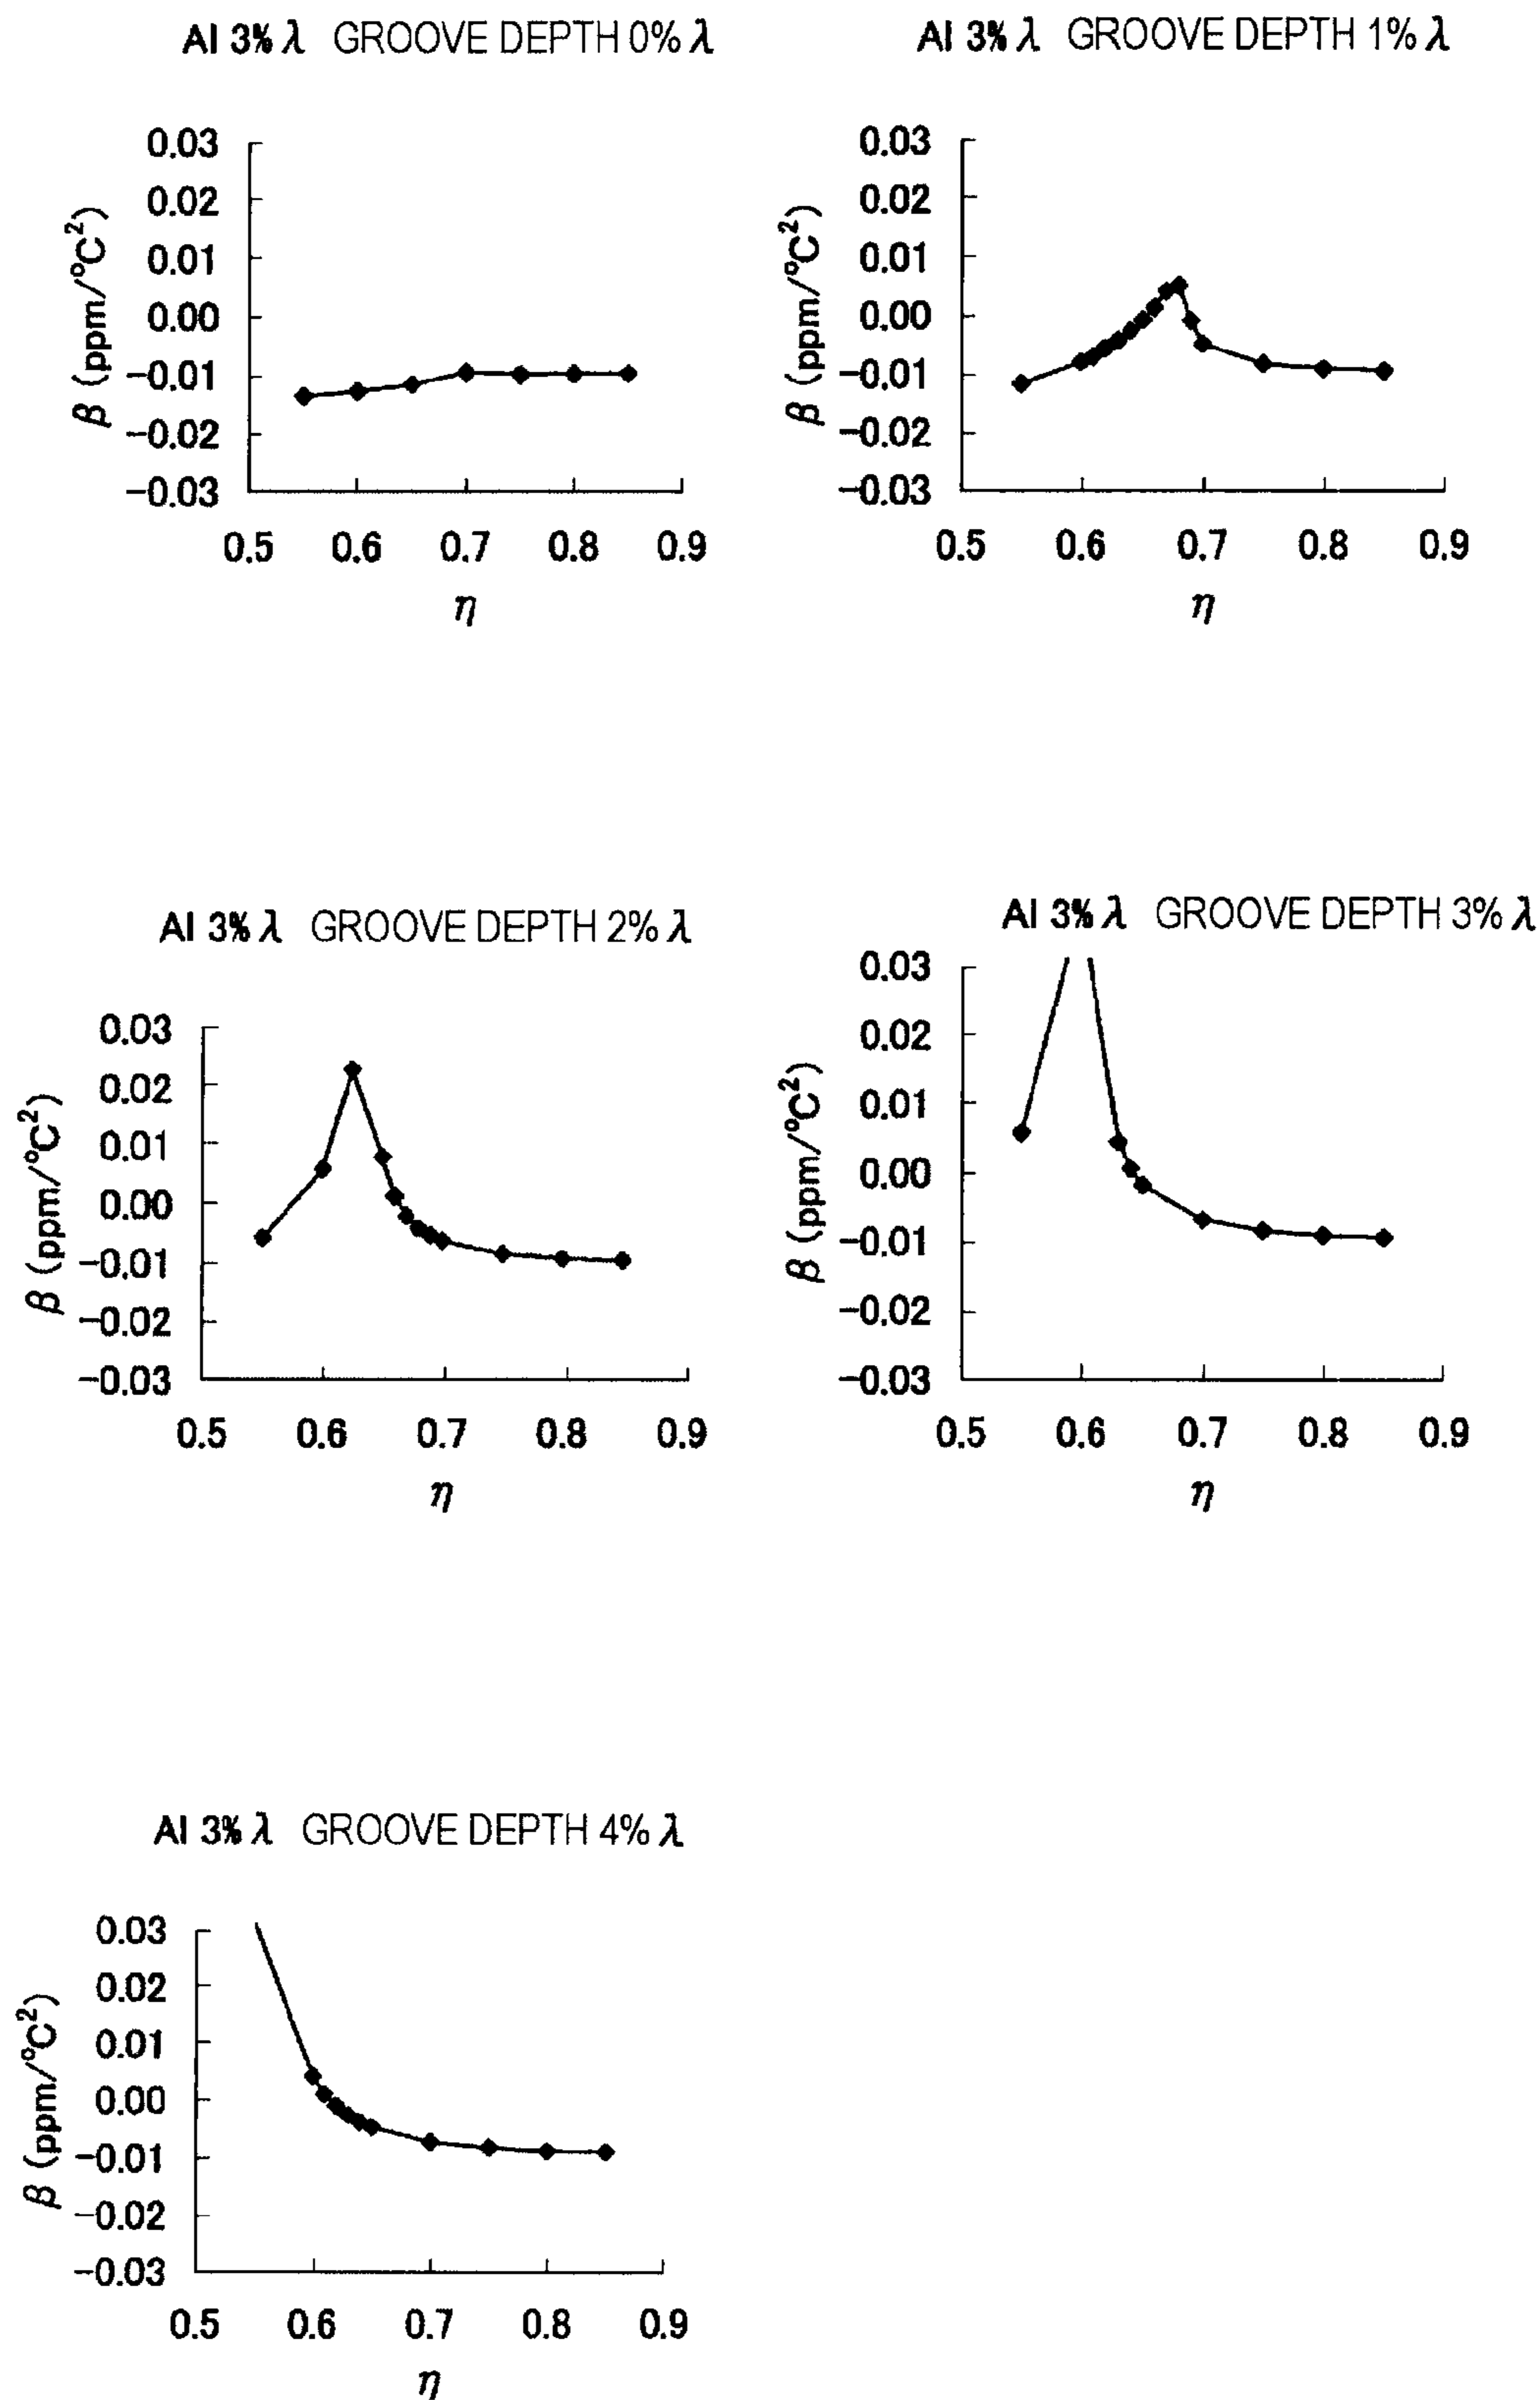 Al 3% λ GROOVE DEPTH 0% λ
0.03
0.02
0.01
0.00
−0.01
−0.02
−0.03
β (ppm/°C²)
0.5 0.6 0.7 0.8 0.9
η
Al 3% λ GROOVE DEPTH 1% λ
0.03
0.02
0.01
0.00
−0.01
−0.02
−0.03
β (ppm/°C²)
0.5 0.6 0.7 0.8 0.9
η
Al 3% λ GROOVE DEPTH 2% λ
0.03
0.02
0.01
0.00
−0.01
−0.02
−0.03
β (ppm/°C²)
0.5 0.6 0.7 0.8 0.9
η
Al 3% λ GROOVE DEPTH 3% λ
0.03
0.02
0.01
0.00
−0.01
−0.02
−0.03
β (ppm/°C²)
0.5 0.6 0.7 0.8 0.9
η
Al 3% λ GROOVE DEPTH 4% λ
0.03
0.02
0.01
0.00
−0.01
−0.02
−0.03
β (ppm/°C²)
0.5 0.6 0.7 0.8 0.9
η